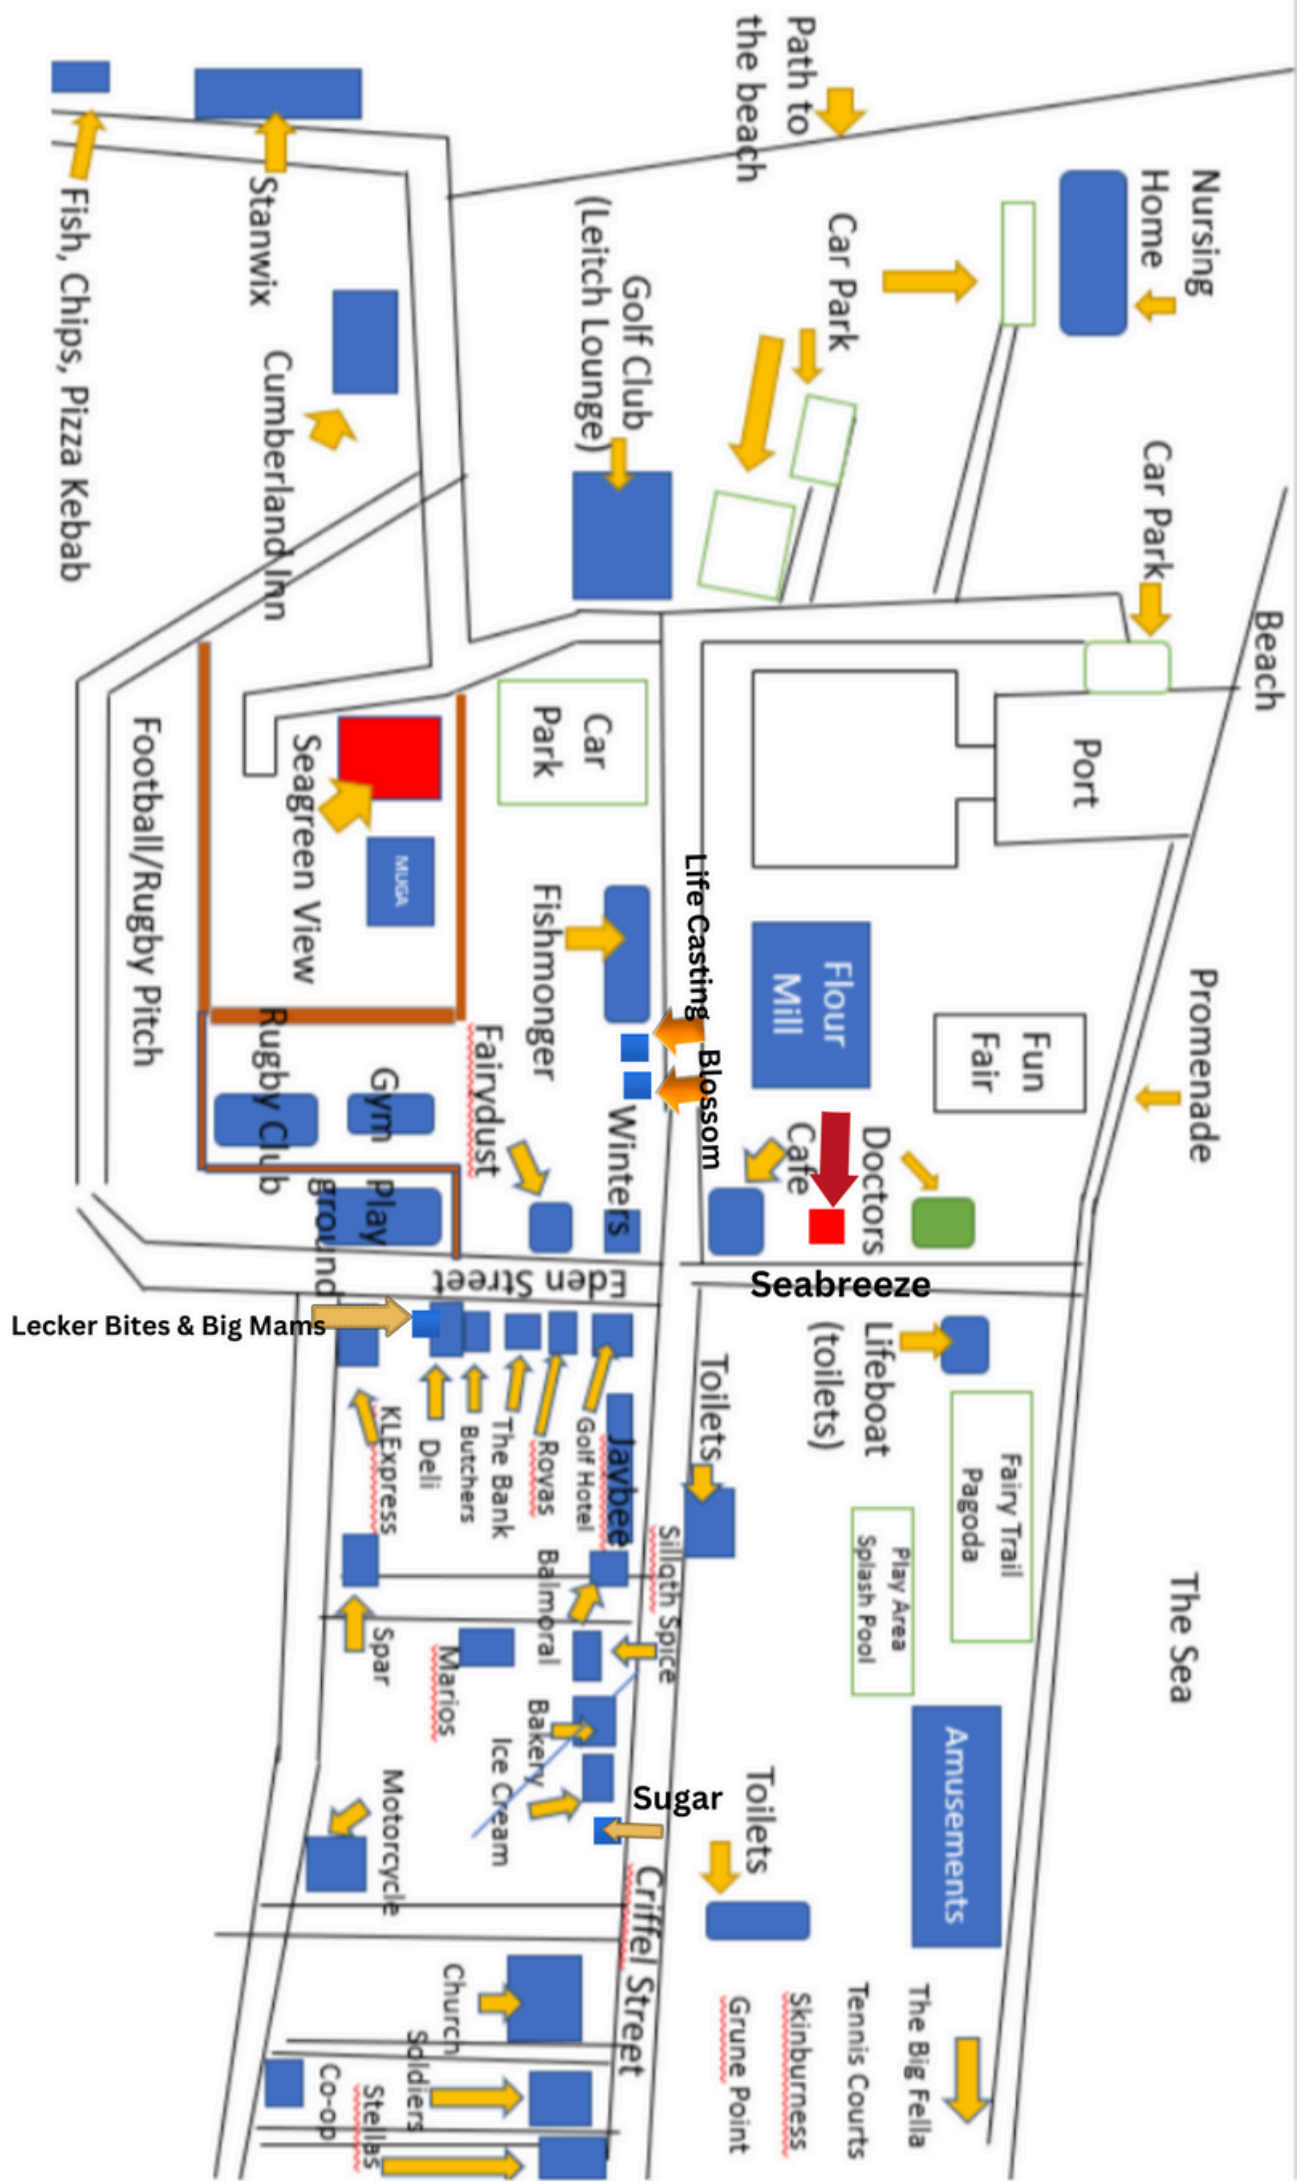 Path to
the beach
Nursing
Home
Car Park
Golf Club
(Leitch Lounge)
Stanwix
Fish, Chips, Pizza Kebab
Cumberland Inn
Car Park
Beach
Port
Car
Park
Seagreen View
MUGA
Football/Rugby Pitch
Fishmonger
Life Casting
Blossom
Flour
Mill
Fun
Fair
Promenade
Rugby Club
Gym
Play
ground
Fairydust
Winters
Cafe
Doctors
Seabreeze
Eden Street
Lecker Bites & Big Mams
Lifeboat
(toilets)
Toilets
Fairy Trail
Pagoda
Play Area
Splash Pool
The Sea
KLExpress
Deli
Butchers
The Bank
Royas
Golf Hotel
Javbee
Balmoral
Silloth Spice
Spar
Marios
Bakery
Ice Cream
Sugar
Toilets
Amusements
Motorcycle
Criffel Street
Church
Soldiers
Co-op
Stellas
The Big Fella
Tennis Courts
Skinburness
Grune Point